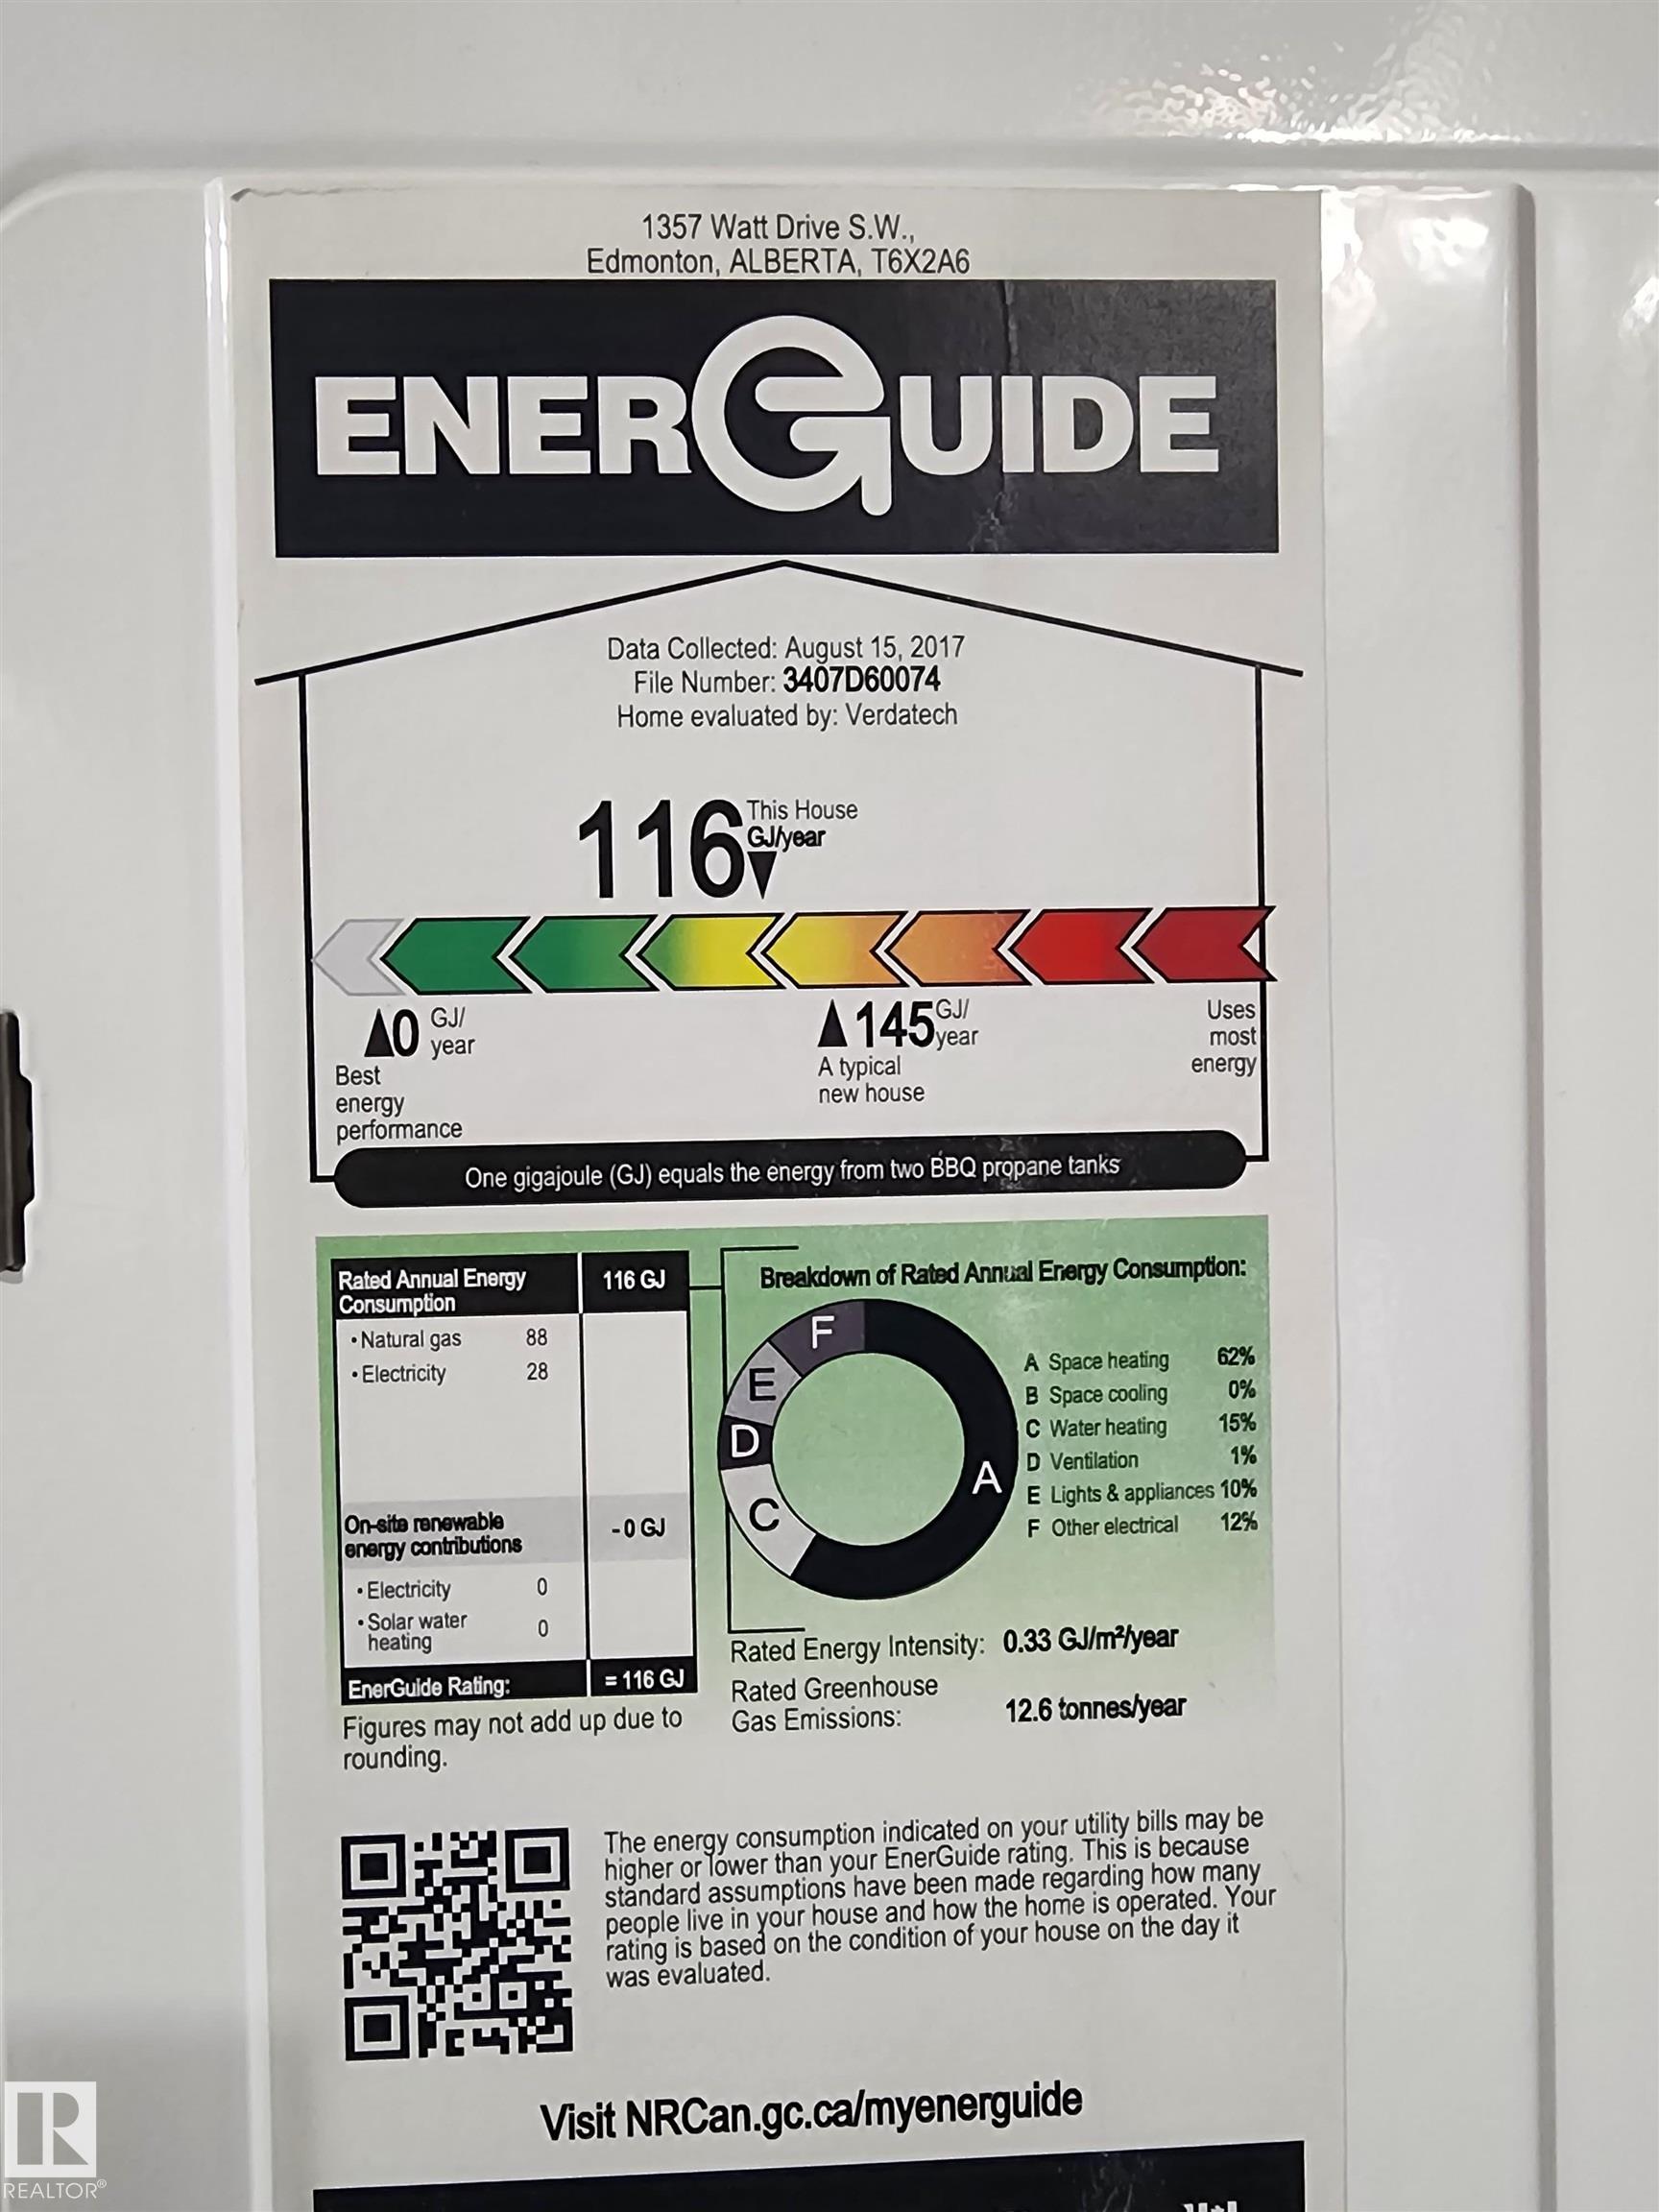 1357 Watt Drive S.W.,
Edmonton, ALBERTA, T6X2A6
ENERGUIDE
Data Collected: August 15, 2017
File Number: 3407D60074
Home evaluated by: Verdatech
116 This House
GJ/year
0 GJ/
year
Best
energy
performance
145 GJ/
year
A typical
new house
Uses
most
energy
One gigajoule (GJ) equals the energy from two BBQ propane tanks
Rated Annual Energy
Consumption
116 GJ
• Natural gas 88
• Electricity 28
On-site renewable
energy contributions
- 0 GJ
• Electricity 0
• Solar water
heating
0
EnerGuide Rating: = 116 GJ
Figures may not add up due to
rounding.
Breakdown of Rated Annual Energy Consumption:
F
E
D
C
A
A Space heating 62%
B Space cooling 0%
C Water heating 15%
D Ventilation 1%
E Lights & appliances 10%
F Other electrical 12%
Rated Energy Intensity: 0.33 GJ/m²/year
Rated Greenhouse
Gas Emissions:
12.6 tonnes/year
The energy consumption indicated on your utility bills may be
higher or lower than your EnerGuide rating. This is because
standard assumptions have been made regarding how many
people live in your house and how the home is operated. Your
rating is based on the condition of your house on the day it
was evaluated.
Visit NRCan.gc.ca/myenerguide
R
REALTOR®